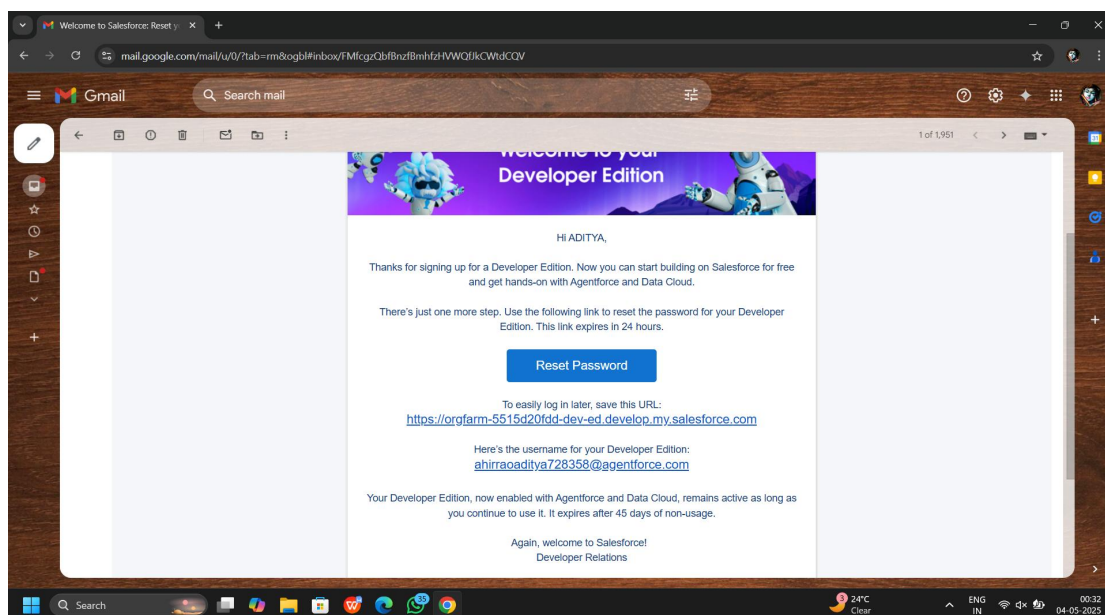 Welcome to Salesforce: Reset y
mail.google.com/mail/u/0/?tab=rm&ogbl#inbox/FMfcgzQbfBnzfBmhfzHVWQfJkCWtdCQV
Gmail
Search mail
1 of 1,951
Welcome to your
Developer Edition
Hi ADITYA,
Thanks for signing up for a Developer Edition. Now you can start building on Salesforce for free
and get hands-on with Agentforce and Data Cloud.
There's just one more step. Use the following link to reset the password for your Developer
Edition. This link expires in 24 hours.
Reset Password
To easily log in later, save this URL:
https://orgfarm-5515d20fdd-dev-ed.develop.my.salesforce.com
Here's the username for your Developer Edition:
ahirraoaditya728358@agentforce.com
Your Developer Edition, now enabled with Agentforce and Data Cloud, remains active as long as
you continue to use it. It expires after 45 days of non-usage.
Again, welcome to Salesforce!
Developer Relations
Search
35
3
24°C
Clear
ENG
IN
00:32
04-05-2025